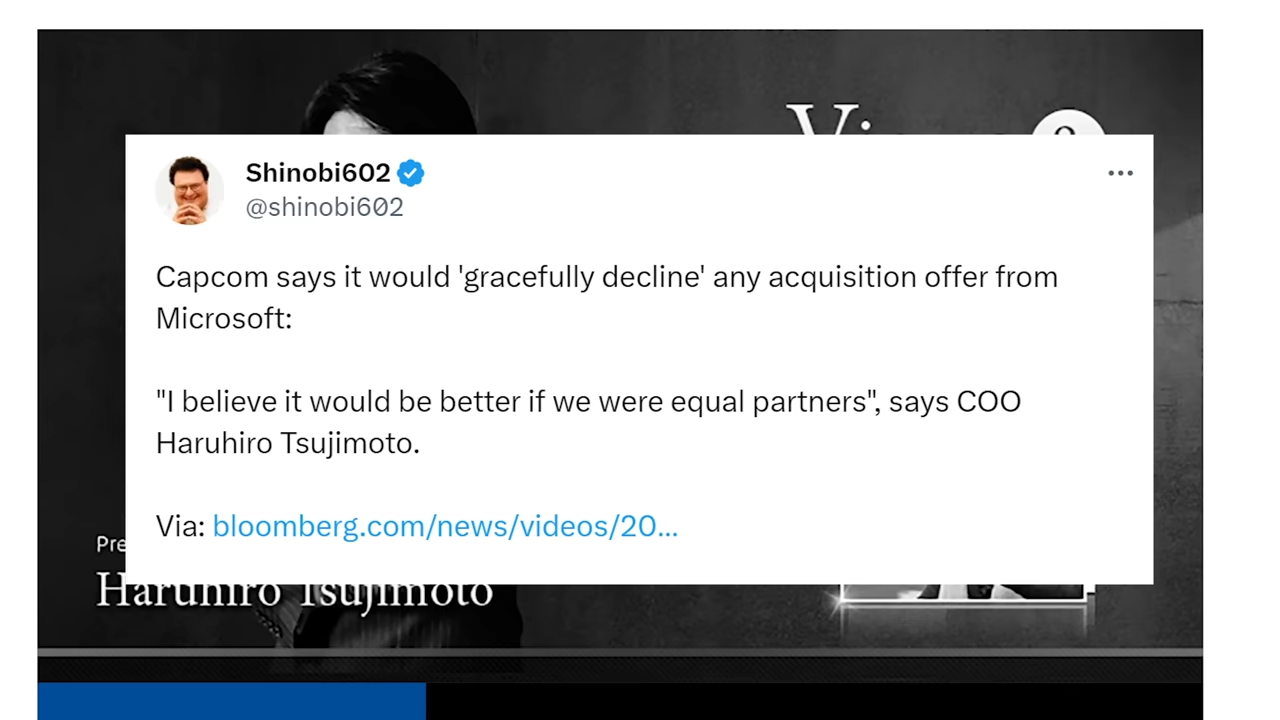 Shinobi602
@shinobi602
Capcom says it would 'gracefully decline' any acquisition offer from
Microsoft:
"I believe it would be better if we were equal partners", says COO
Haruhiro Tsujimoto.
Via: bloomberg.com/news/videos/20...
Pre
Haruhiro Tsujimoto